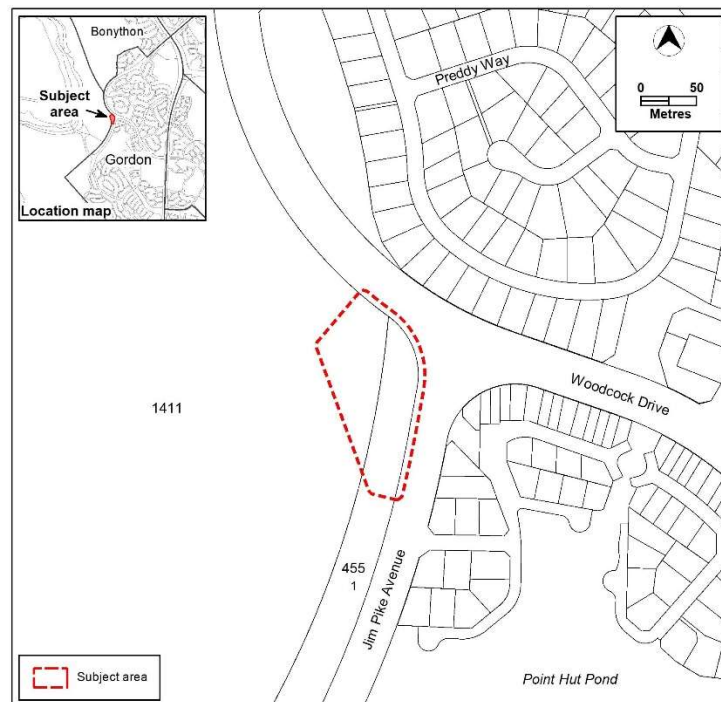 Bonython
Subject
area
Gordon
Location map
Preddy Way
0 50
Metres
1411
Woodcock Drive
455
1
Jim Pike Avenue
Subject area
Point Hut Pond